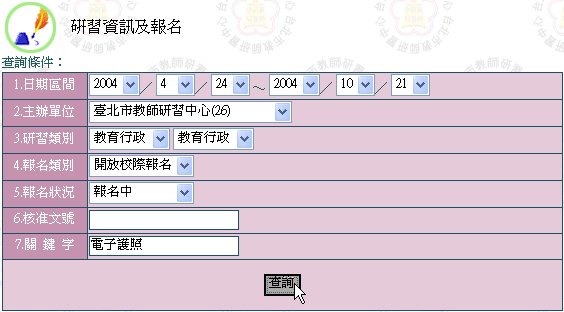 研習資訊及報名
查詢條件：
1.日期區間 2004 ／ 4 ／ 24 ～ 2004 ／ 10 ／ 21
2.主辦單位 臺北市教師研習中心(26)
3.研習類別 教育行政 教育行政
4.報名類別 開放校際報名
5.報名狀況 報名中
6.核准文號
7.關 鍵 字 電子護照
查詢